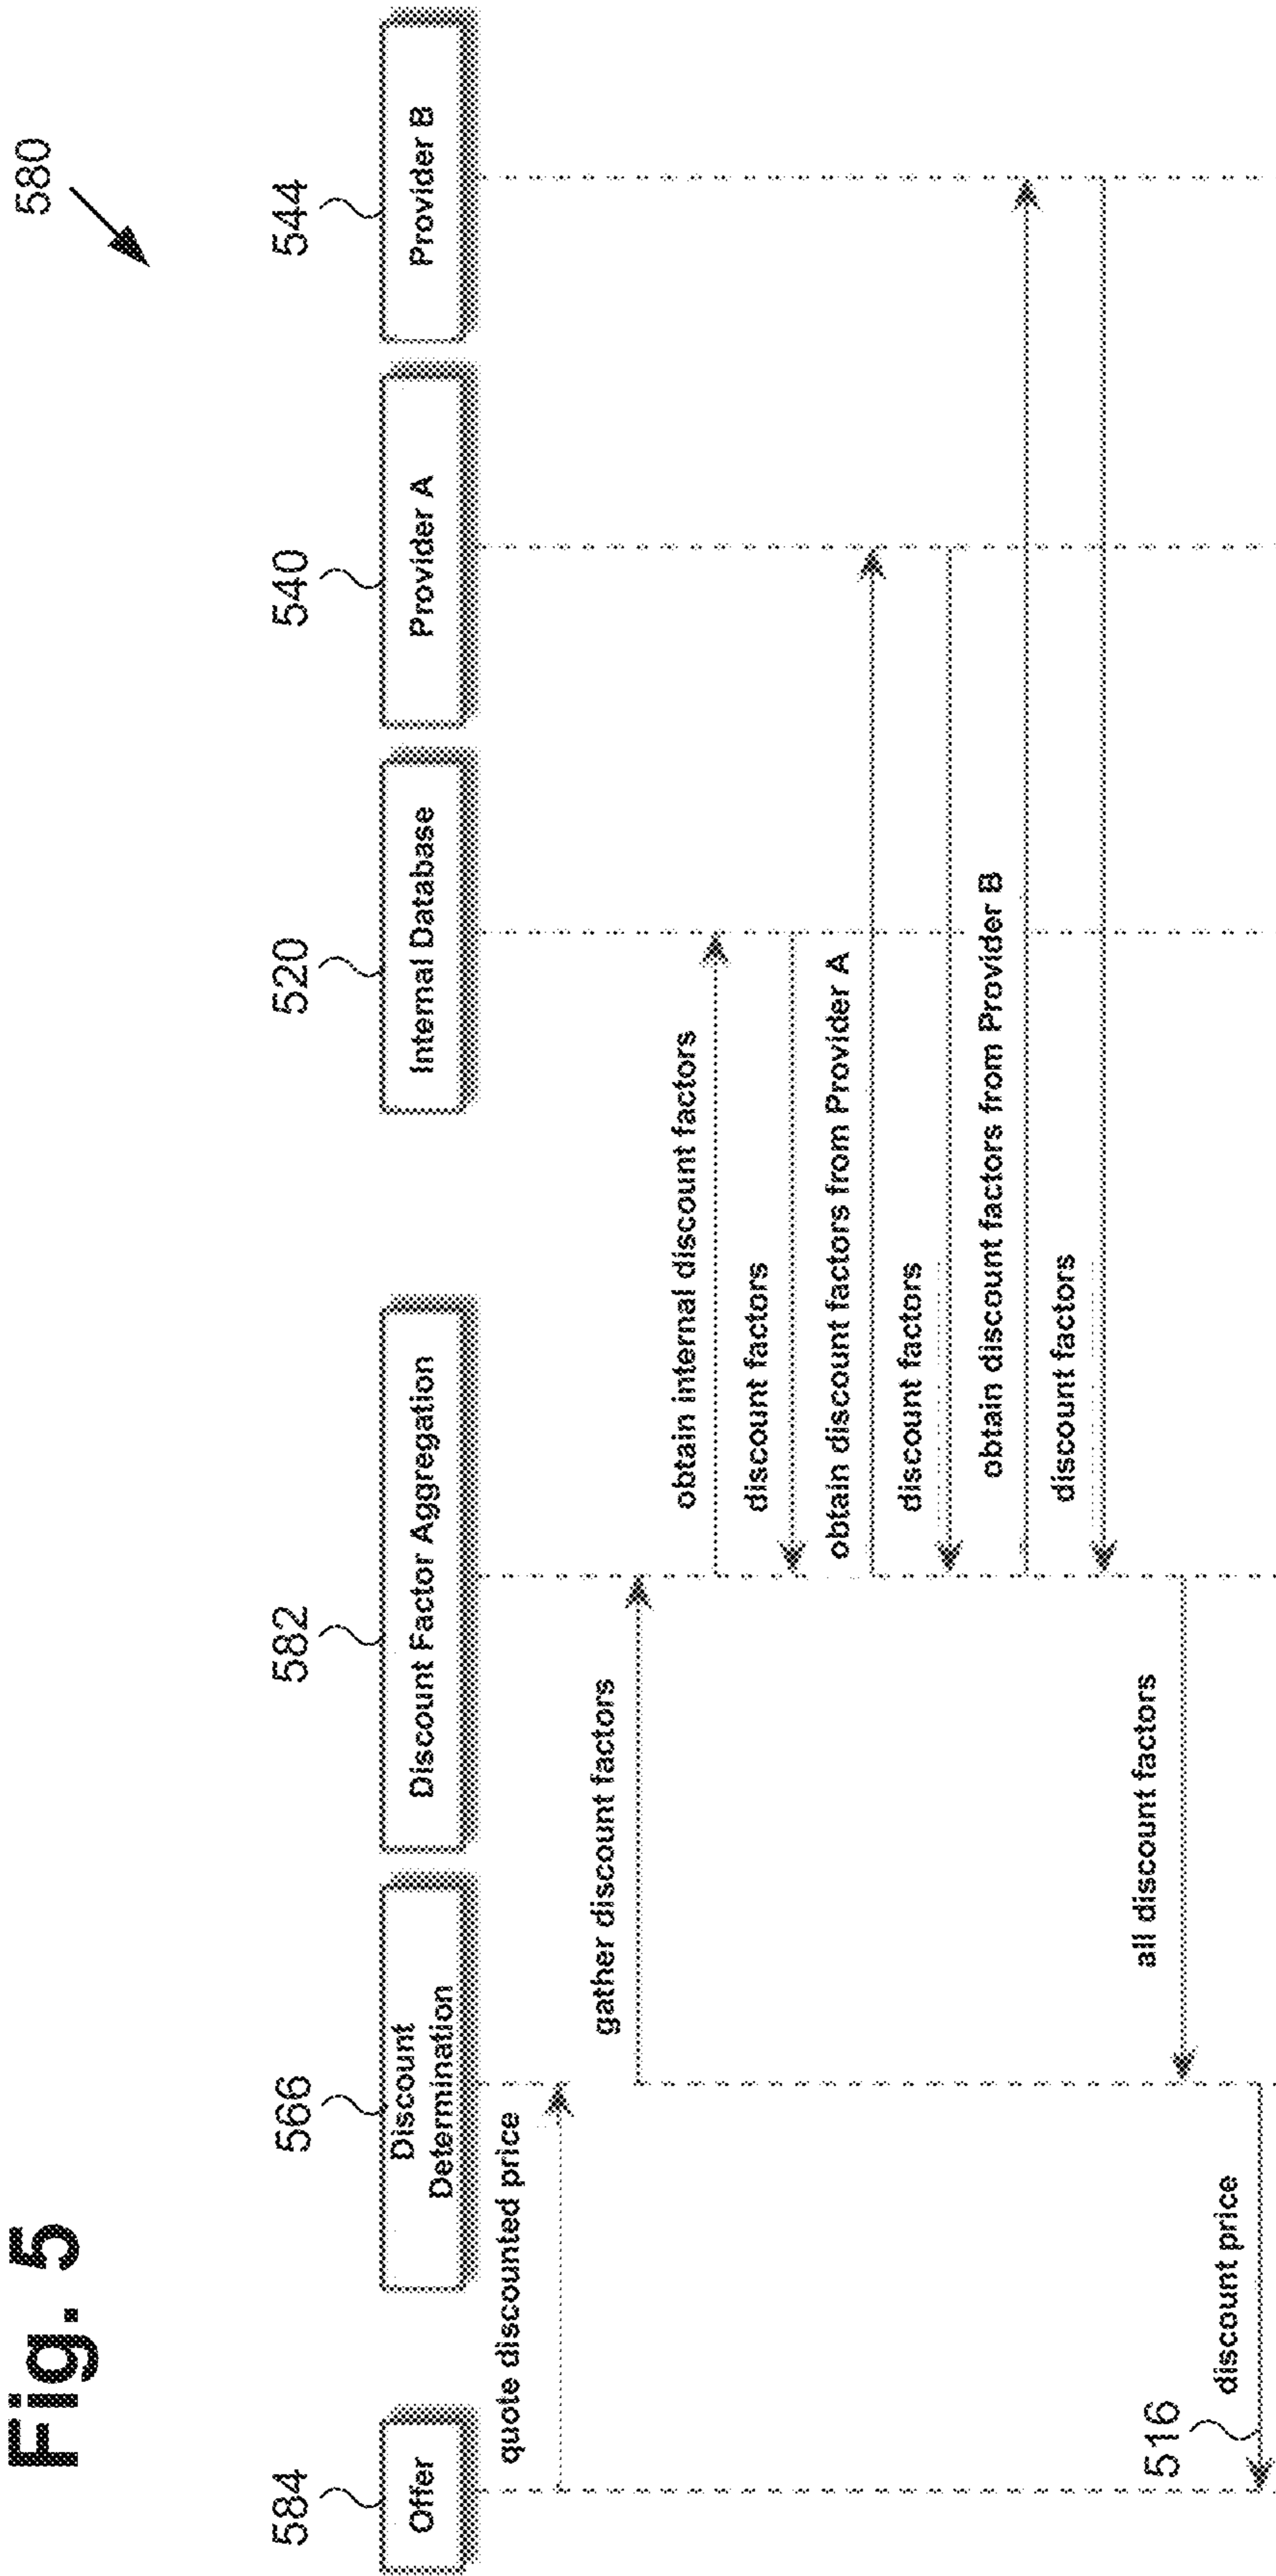 Fig. 5
580
584
566
582
520
540
544
Offer
Discount
Determination
Discount Factor Aggregation
Internal Database
Provider A
Provider B
quote discounted price
gather discount factors
obtain internal discount factors
discount factors
obtain discount factors from Provider A
discount factors
obtain discount factors from Provider B
discount factors
all discount factors
516
discount price